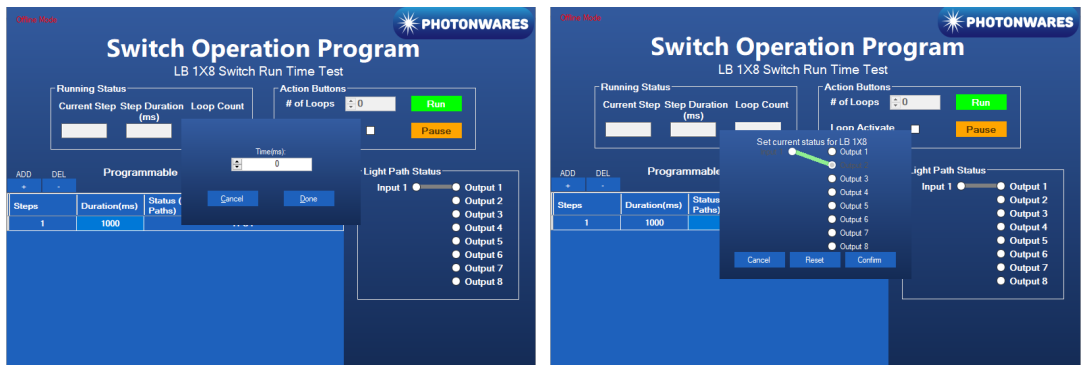 PHOTONWARES
Switch Operation Program
LB 1X8 Switch Run Time Test
Running Status
Action Buttons
Current Step Step Duration Loop Count
(ms)
# of Loops 0 Run
Pause
Time(ms):
0
Cancel Done
ADD DEL
+ -
Programmable
Steps Duration(ms) Status (
Paths)
1 1000
Light Path Status
Input 1 Output 1
Output 2
Output 3
Output 4
Output 5
Output 6
Output 7
Output 8
PHOTONWARES
Switch Operation Program
LB 1X8 Switch Run Time Test
Running Status
Action Buttons
Current Step Step Duration Loop Count
(ms)
# of Loops 0 Run
Loop Activate Pause
Set current status for LB 1X8
Output 1
Output 3
Output 4
Output 5
Output 6
Output 7
Output 8
Cancel Reset Confirm
ADD DEL
+ -
Programmable
Steps Duration(ms) Status
Paths)
1 1000
Light Path Status
Input 1 Output 1
Output 2
Output 3
Output 4
Output 5
Output 6
Output 7
Output 8